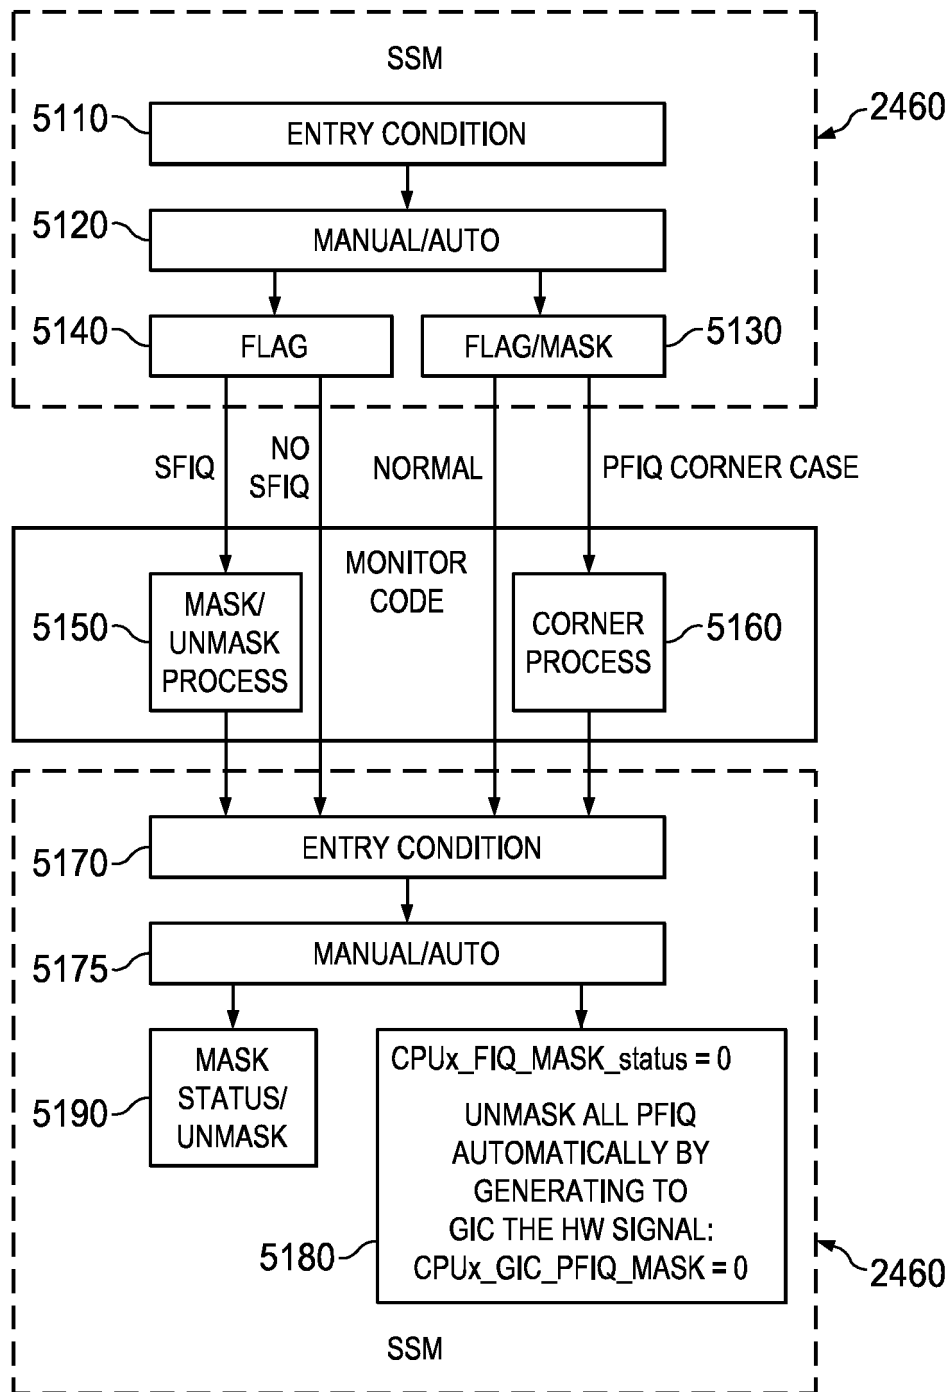 SSM
5110
ENTRY CONDITION
2460
5120
MANUAL/AUTO
5140
FLAG
FLAG/MASK
5130
SFIQ
NO
SFIQ
NORMAL
PFIQ CORNER CASE
MONITOR
CODE
5150
MASK/
UNMASK
PROCESS
CORNER
PROCESS
5160
5170
ENTRY CONDITION
5175
MANUAL/AUTO
5190
MASK
STATUS/
UNMASK
CPUx_FIQ_MASK_status = 0
UNMASK ALL PFIQ
AUTOMATICALLY BY
GENERATING TO
GIC THE HW SIGNAL:
CPUx_GIC_PFIQ_MASK = 0
5180
2460
SSM